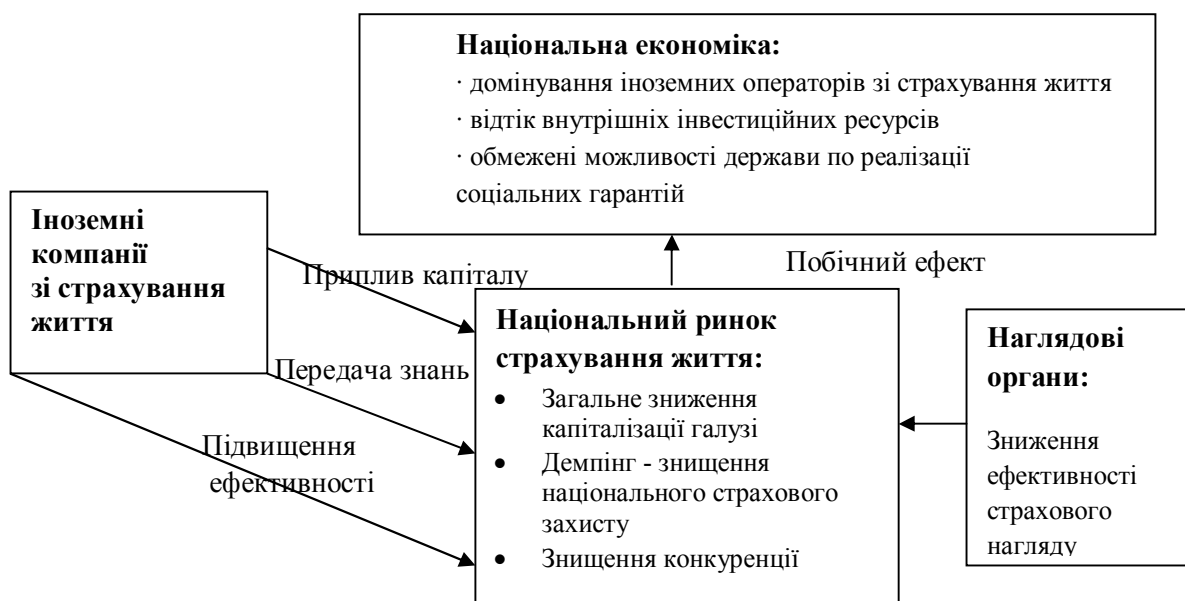 Національна економіка:
· домінування іноземних операторів зі страхування життя
· відтік внутрішніх інвестиційних ресурсів
· обмежені можливості держави по реалізації
соціальних гарантій
Іноземні
компанії
зі страхування
життя
Приплив капіталу
Передача знань
Підвищення
ефективності
Побічний ефект
Національний ринок
страхування життя:
• Загальне зниження
капіталізації галузі
• Демпінг - знищення
національного страхового
захисту
• Знищення конкуренції
Наглядові
органи:
Зниження
ефективності
страхового
нагляду